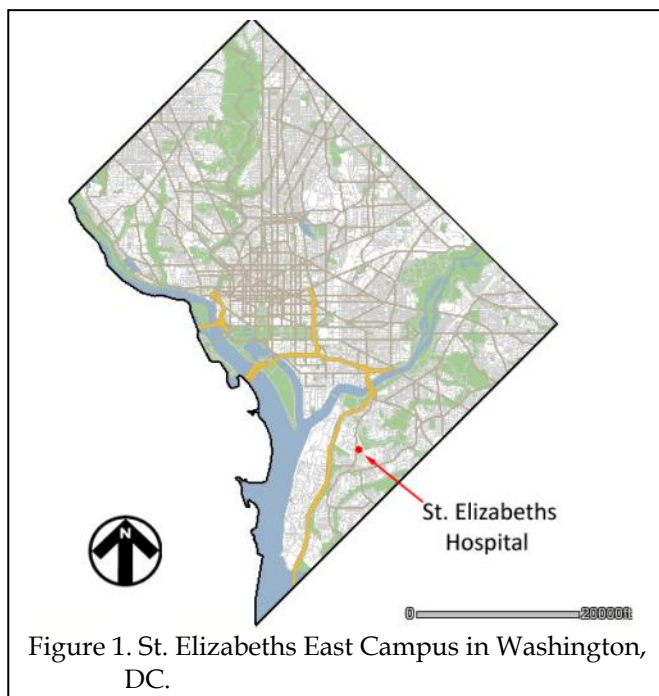 N
St. Elizabeths
Hospital
0 20000ft
Figure 1. St. Elizabeths East Campus in Washington,
DC.